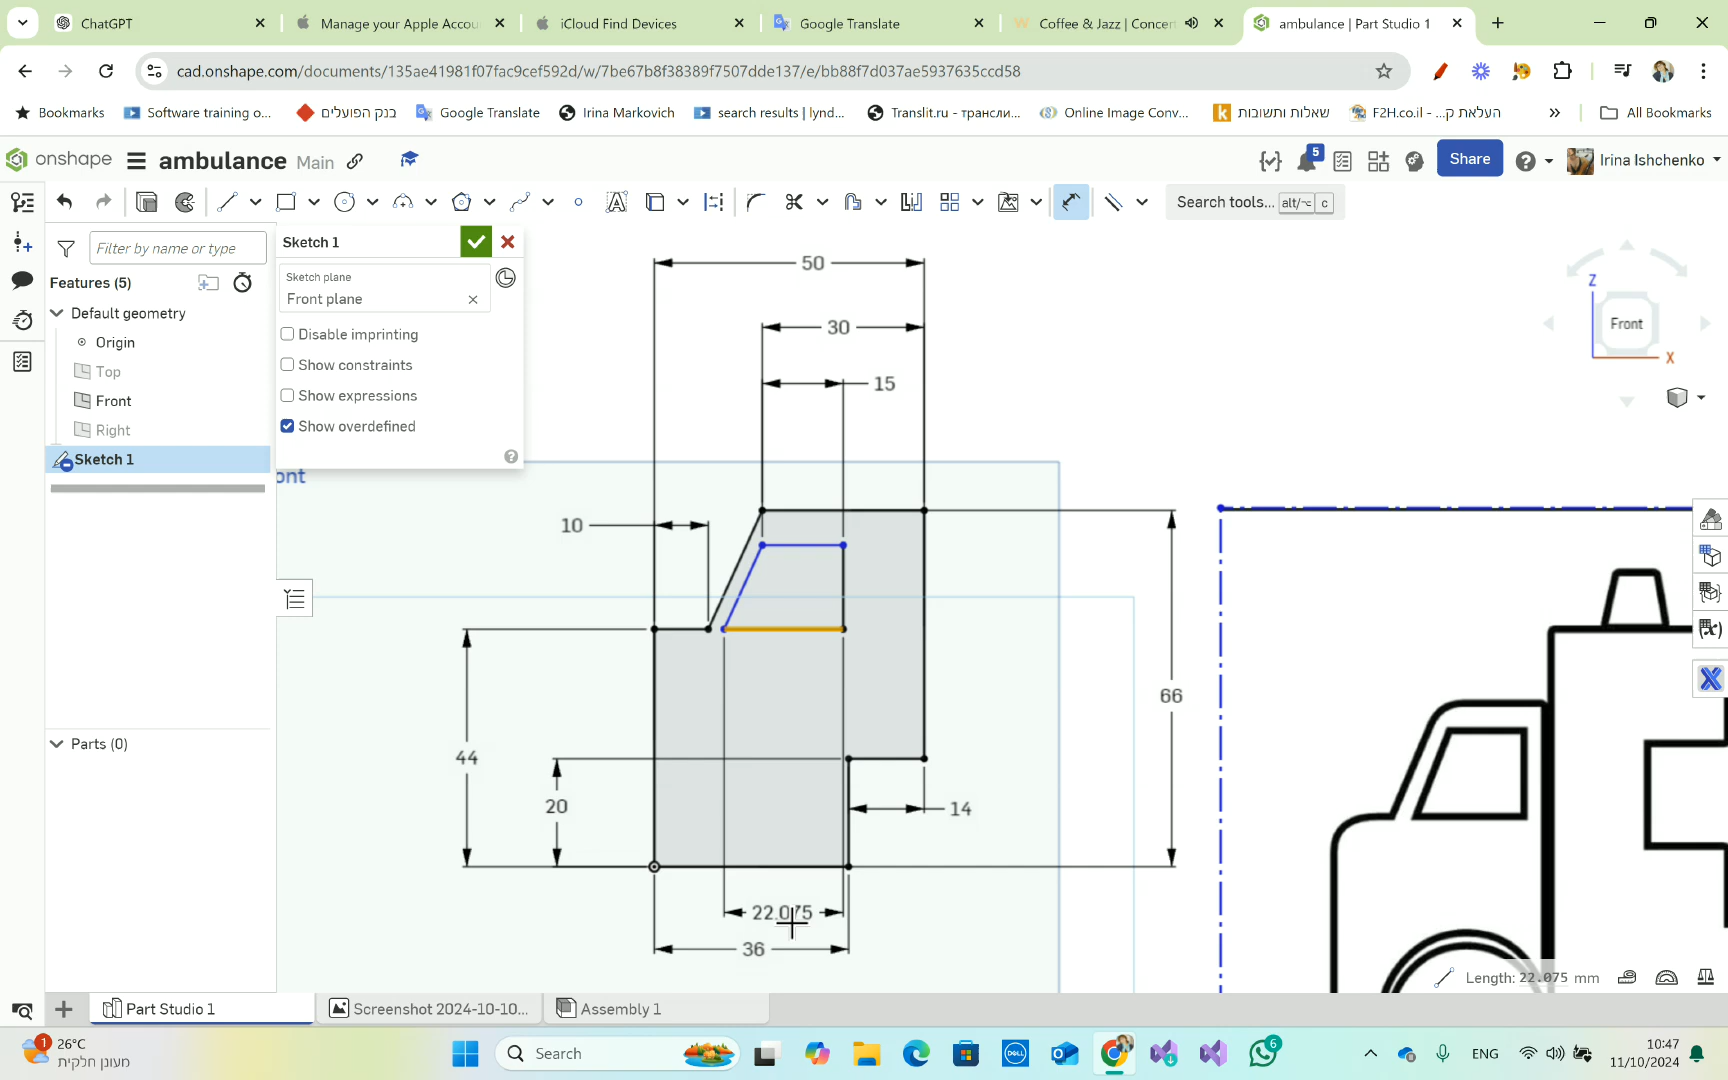 ChatGPT
Manage your Apple Accou
iCloud Find Devices
Google Translate
Coffee & Jazz | Concert
ambulance | Part Studio 1
cad.onshape.com/documents/135ae41981f07fac9cef592d/w/7be67b8f38389f7507dde137/e/bb88f7d037ae5937635ccd58
Bookmarks
Software training o...
בנק הפועלים
Google Translate
Irina Markovich
search results | lynd...
Translit.ru - трансли...
Online Image Conv...
שאלות ותשובות
F2H.co.il - ...העלאת ק
All Bookmarks
onshape
ambulance Main
5
Share
Irina Ishchenko
Search tools... alt/⌥ c
Filter by name or type
Features (5)
Default geometry
Origin
Top
Front
Right
Sketch 1
Parts (0)
Sketch 1
Sketch plane
Front plane
Disable imprinting
Show constraints
Show expressions
Show overdefined
ont
50
30
15
10
66
44
20
14
22.075
36
Z
Front
X
Length: 22.075 mm
Part Studio 1
Screenshot 2024-10-10...
Assembly 1
1
26°C
מעונן חלקית
Search
DELL
6
ENG
10:47
11/10/2024